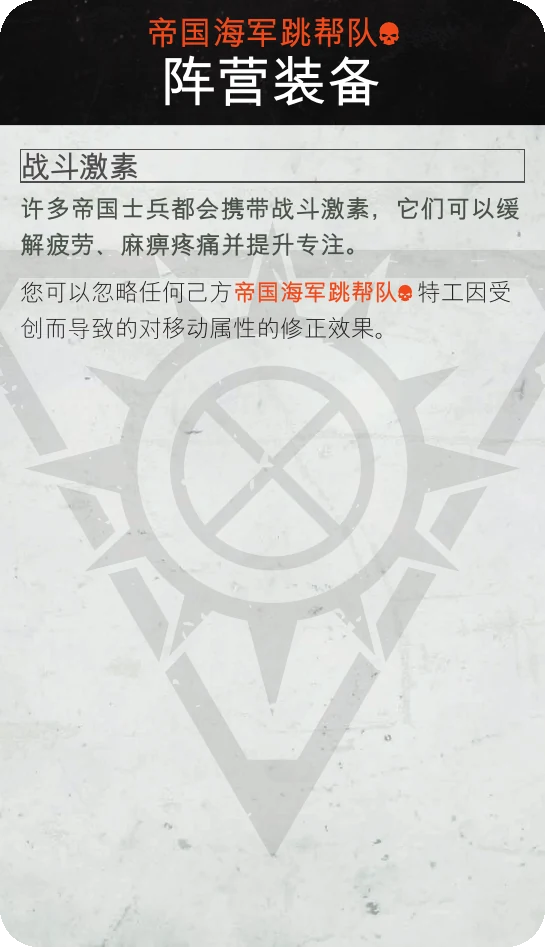 帝国海军跳帮队
阵营装备
战斗激素
许多帝国士兵都会携带战斗激素，它们可以缓
解疲劳、麻痹疼痛并提升专注。
您可以忽略任何己方帝国海军跳帮队 特工因受
创而导致的对移动属性的修正效果。